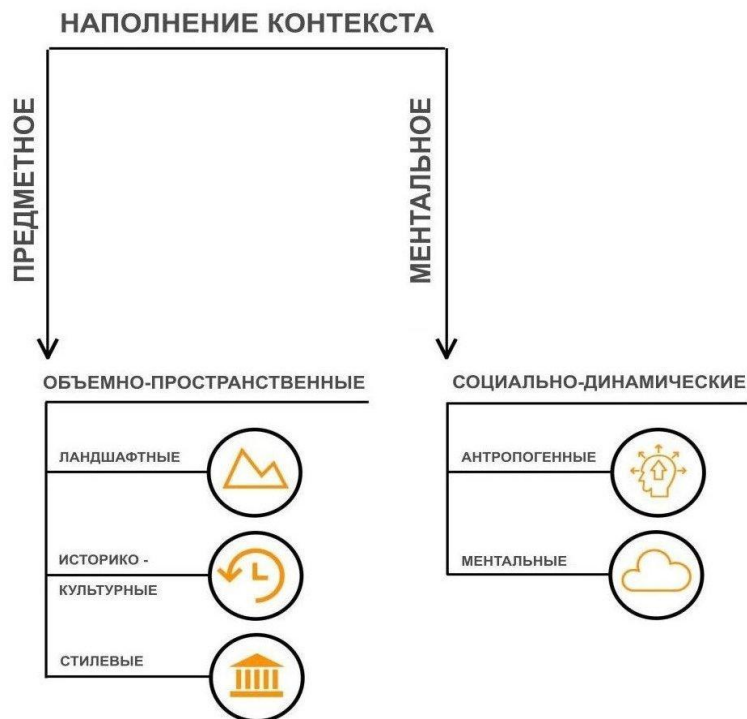 НАПОЛНЕНИЕ КОНТЕКСТА
ПРЕДМЕТНОЕ
МЕНТАЛЬНОЕ
ОБЪЕМНО-ПРОСТРАНСТВЕННЫЕ
ЛАНДШАФТНЫЕ
ИСТОРИКО -
КУЛЬТУРНЫЕ
СТИЛЕВЫЕ
СОЦИАЛЬНО-ДИНАМИЧЕСКИЕ
АНТРОПОГЕННЫЕ
МЕНТАЛЬНЫЕ